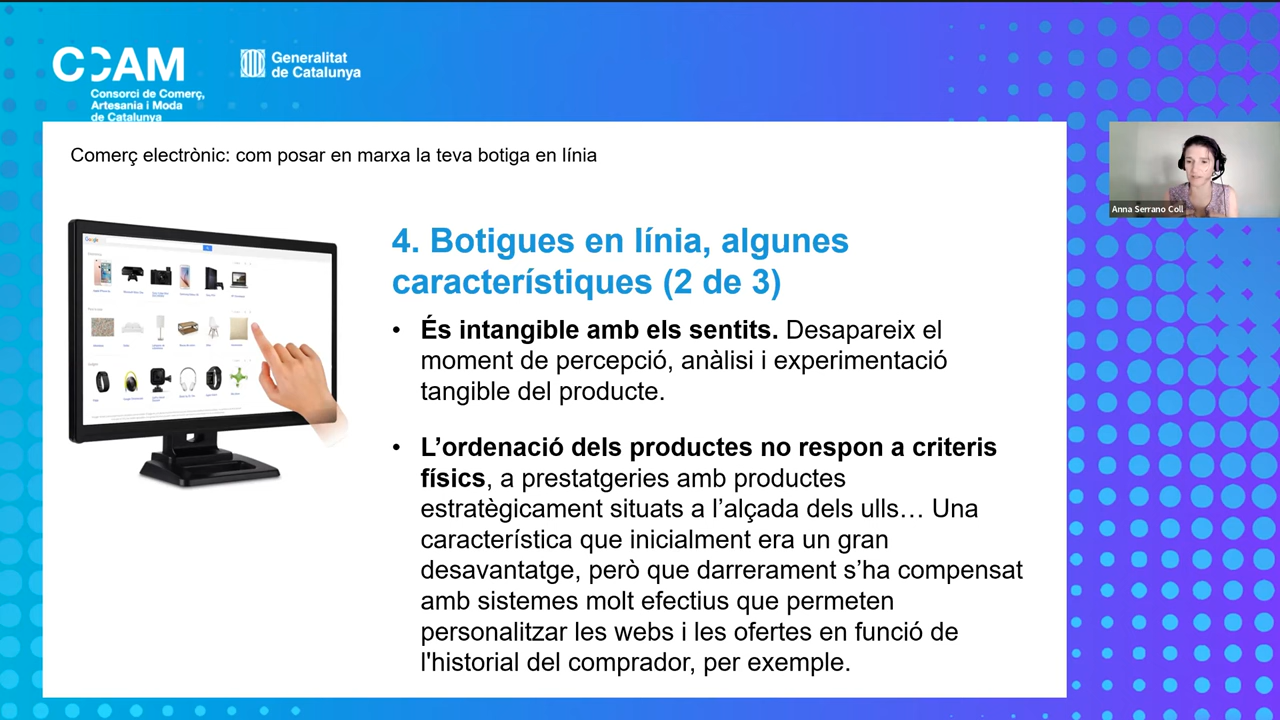 CCAM
Consorci de Comerç,
Artesania i Moda
de Catalunya
Generalitat
de Catalunya
Comerç electrònic: com posar en marxa la teva botiga en línia
Anna Serrano Coll
Google
4. Botigues en línia, algunes
característiques (2 de 3)
• És intangible amb els sentits. Desapareix el
moment de percepció, anàlisi i experimentació
tangible del producte.
• L’ordenació dels productes no respon a criteris
físics, a prestatgeries amb productes
estratègicament situats a l’alçada dels ulls… Una
característica que inicialment era un gran
desavantatge, però que darrerament s’ha compensat
amb sistemes molt efectius que permeten
personalitzar les webs i les ofertes en funció de
l'historial del comprador, per exemple.